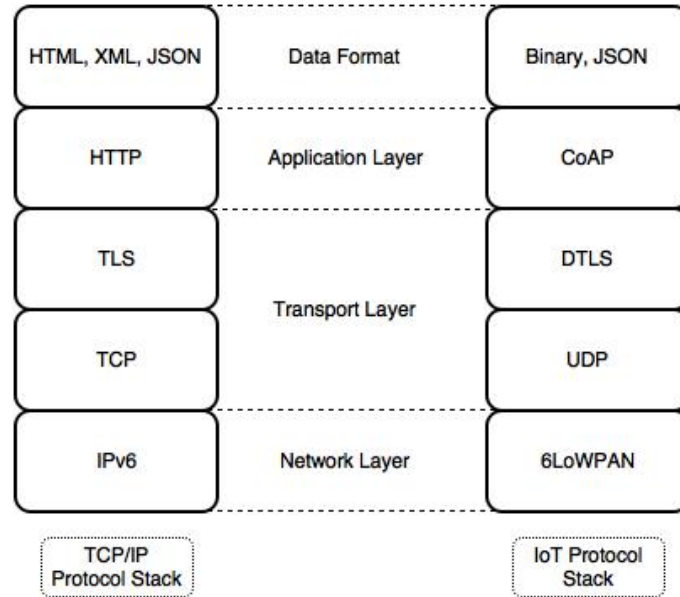 HTML, XML, JSON
Data Format
Binary, JSON
HTTP
Application Layer
CoAP
TLS
DTLS
Transport Layer
TCP
UDP
IPv6
Network Layer
6LoWPAN
TCP/IP
Protocol Stack
IoT Protocol
Stack